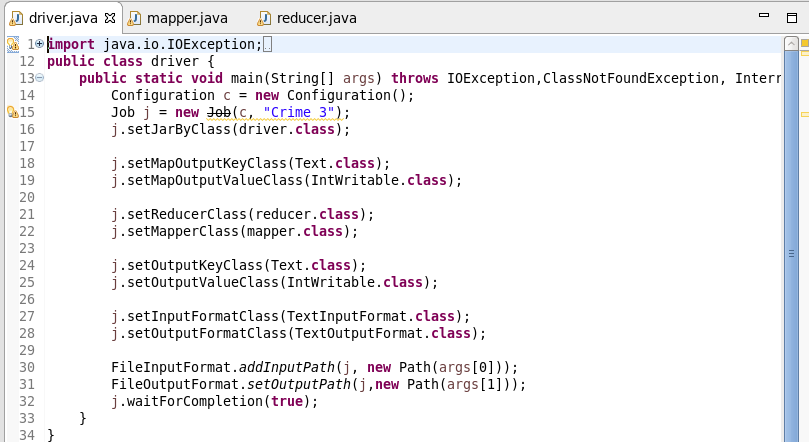 driver.java mapper.java reducer.java
1 import java.io.IOException;
12 public class driver {
13 public static void main(String[] args) throws IOException,ClassNotFoundException, Interr
14 Configuration c = new Configuration();
15 Job j = new Job(c, "Crime 3");
16 j.setJarByClass(driver.class);
17
18 j.setMapOutputKeyClass(Text.class);
19 j.setMapOutputValueClass(IntWritable.class);
20
21 j.setReducerClass(reducer.class);
22 j.setMapperClass(mapper.class);
23
24 j.setOutputKeyClass(Text.class);
25 j.setOutputValueClass(IntWritable.class);
26
27 j.setInputFormatClass(TextInputFormat.class);
28 j.setOutputFormatClass(TextOutputFormat.class);
29
30 FileInputFormat.addInputPath(j, new Path(args[0]));
31 FileOutputFormat.setOutputPath(j,new Path(args[1]));
32 j.waitForCompletion(true);
33 }
34 }